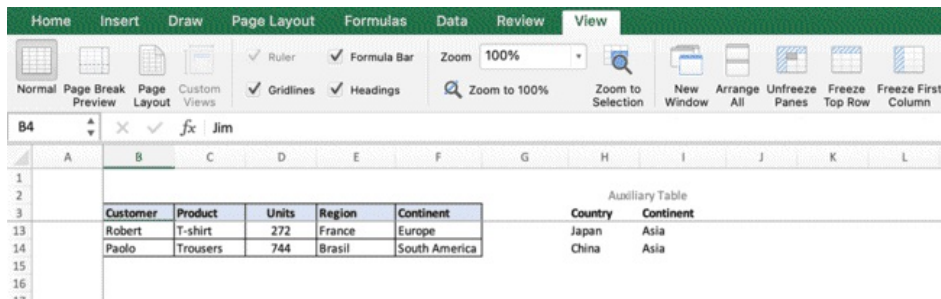 Home Insert Draw Page Layout Formulas Data Review View
Ruler Formula Bar Zoom 100%
Gridlines Headings Zoom to 100%
Normal Page Break Preview Page Layout Custom Views Zoom to Selection New Window Arrange All Unfreeze Panes Freeze Top Row Freeze First Column
B4 fx Jim
A B C D E F G H I J K L
1
2 Auxiliary Table
3 Customer Product Units Region Continent Country Continent
13 Robert T-shirt 272 France Europe Japan Asia
14 Paolo Trousers 744 Brasil South America China Asia
15
16